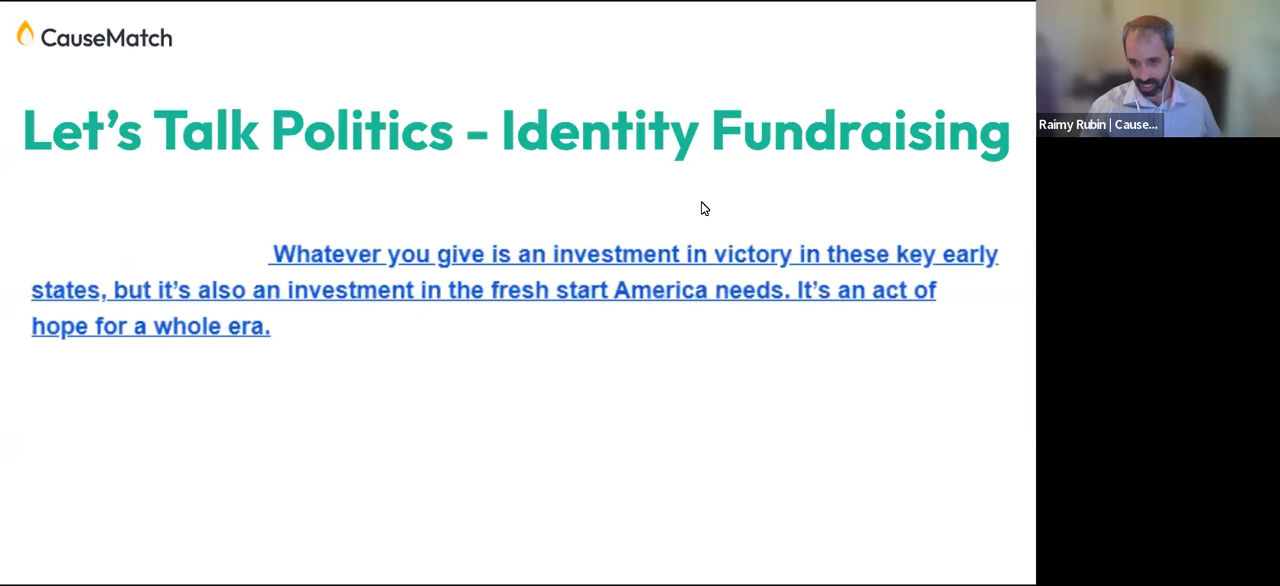 CauseMatch
Let's Talk Politics - Identity Fundraising
Whatever you give is an investment in victory in these key early
states, but it's also an investment in the fresh start America needs. It's an act of
hope for a whole era.
Raimy Rubin | Cause...